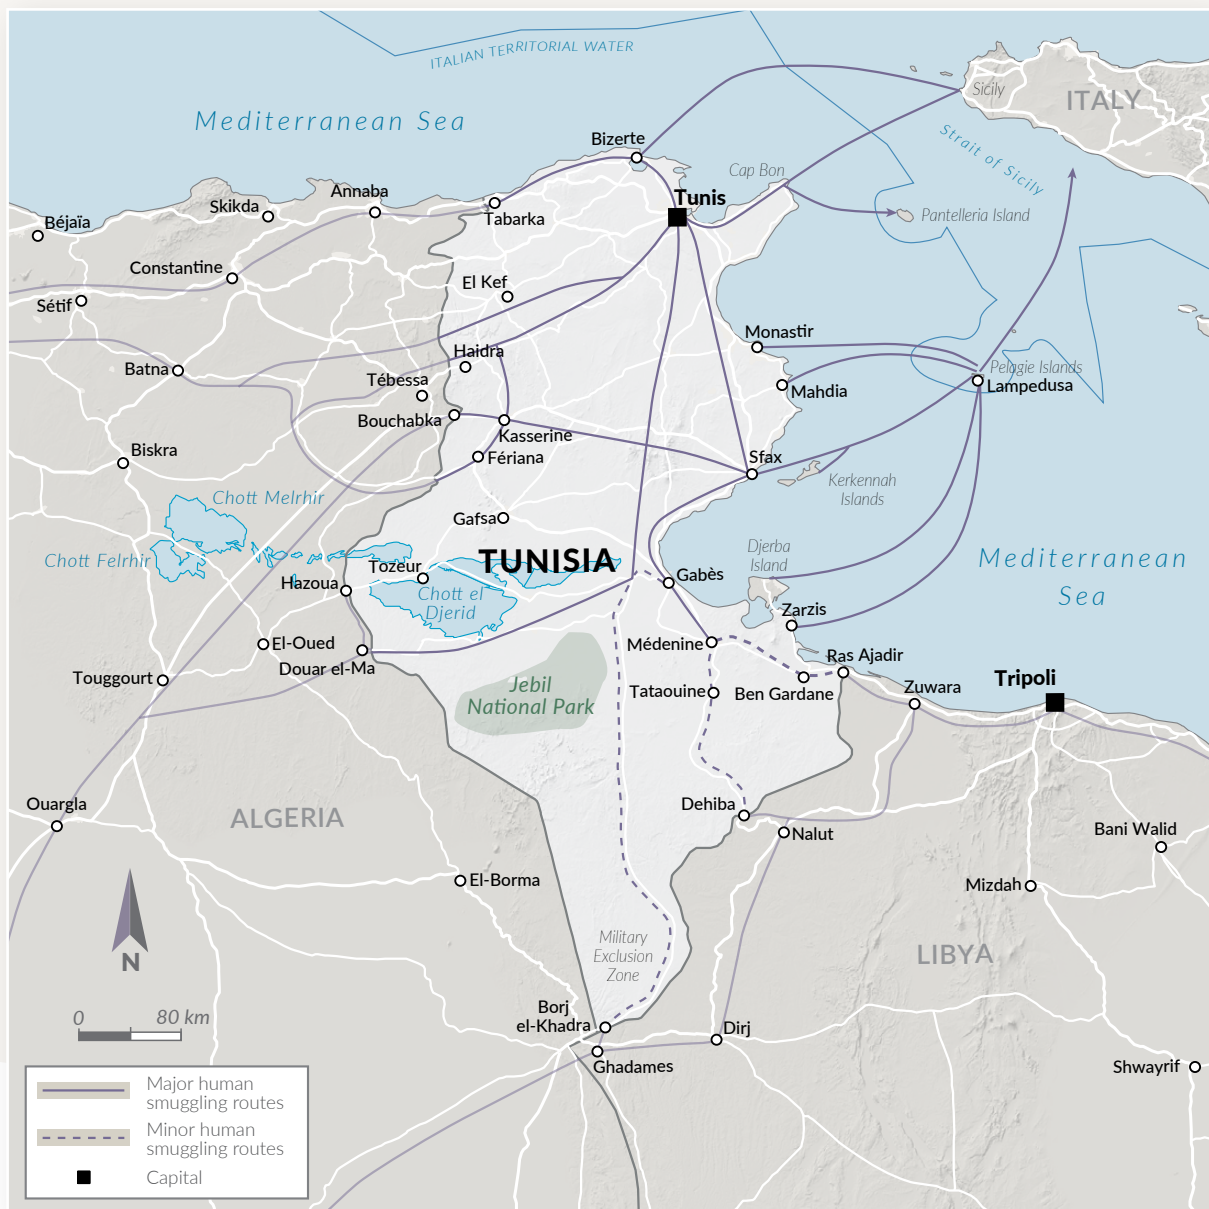 ITALIAN TERRITORIAL WATER
Mediterranean Sea
Sicily
ITALY
Strait of Sicily
Bizerte
Cap Bon
Annaba
Skikda
Tabarka
Tunis
Béjaïa
Pantelleria Island
Constantine
El Kef
Sétif
Monastir
Haidra
Batna
Tébessa
Mahdia
Pelagie Islands
Lampedusa
Bouchabka
Kasserine
Biskra
Fériana
Sfax
Kerkennah
Islands
Chott Melrhir
Gafsa
Chott Felrhir
TUNISIA
Djerba
Island
Mediterranean
Sea
Tozeur
Hazoua
Chott el
Djerid
Gabès
Zarzis
El-Oued
Douar el-Ma
Médenine
Ras Ajadir
Touggourt
Jebil
National Park
Tataouine
Ben Gardane
Zuwara
Tripoli
Ouargla
ALGERIA
Dehiba
Nalut
Bani Walid
El-Borma
Mizdah
N
Military
Exclusion
Zone
LIBYA
0 80 km
Borj
el-Khadra
Dirj
Ghadames
Shwayrif
Major human
smuggling routes
Minor human
smuggling routes
Capital